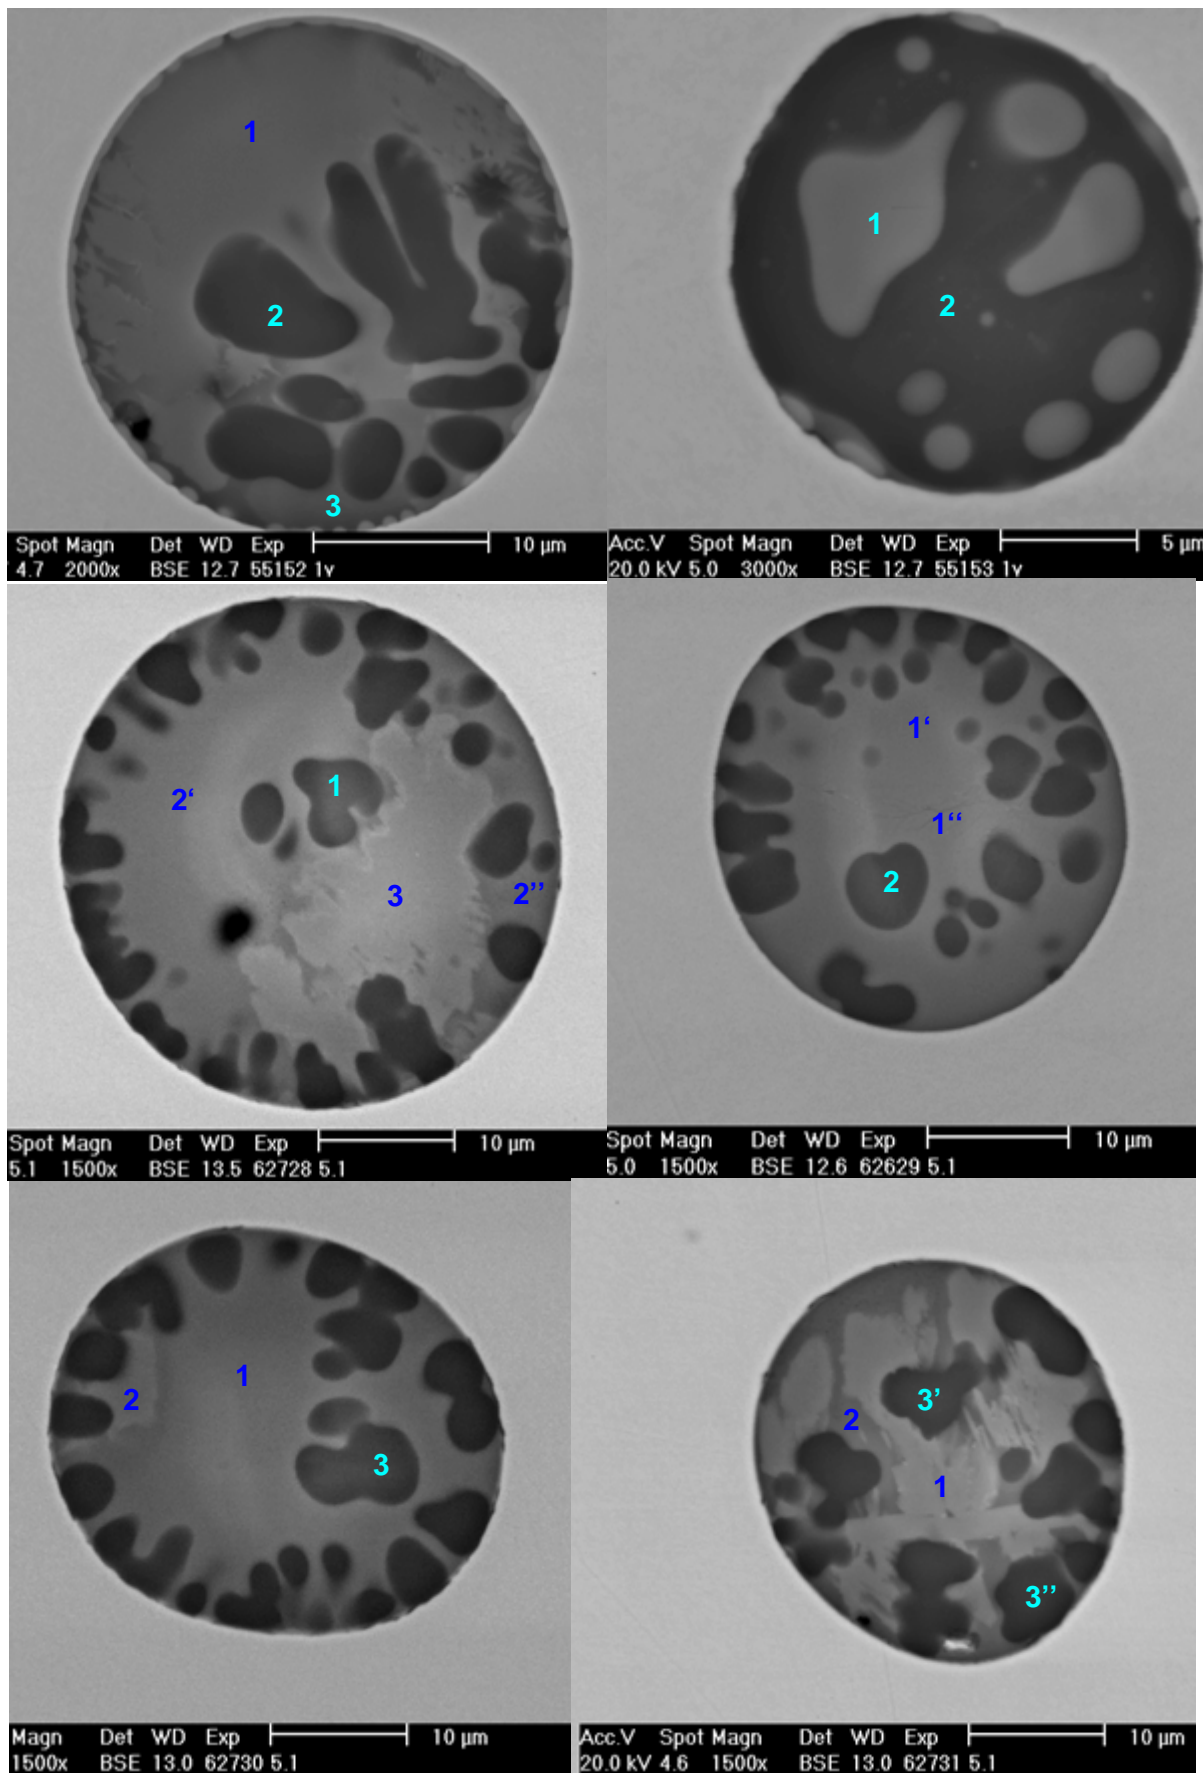 1
2
3
Spot Magn Det WD Exp 10 µm
4.7 2000x BSE 12.7 55152 1v
1
2
Acc.V Spot Magn Det WD Exp 5 µm
20.0 kV 5.0 3000x BSE 12.7 55153 1v
1
2‘
3
2’’
Spot Magn Det WD Exp 10 µm
5.1 1500x BSE 13.5 62728 5.1
1‘
1‘‘
2
Spot Magn Det WD Exp 10 µm
5.0 1500x BSE 12.6 62629 5.1
1
2
3
Magn Det WD Exp 10 µm
1500x BSE 13.0 62730 5.1
3’
2
1
3’’
Acc.V Spot Magn Det WD Exp 10 µm
20.0 kV 4.6 1500x BSE 13.0 62731 5.1